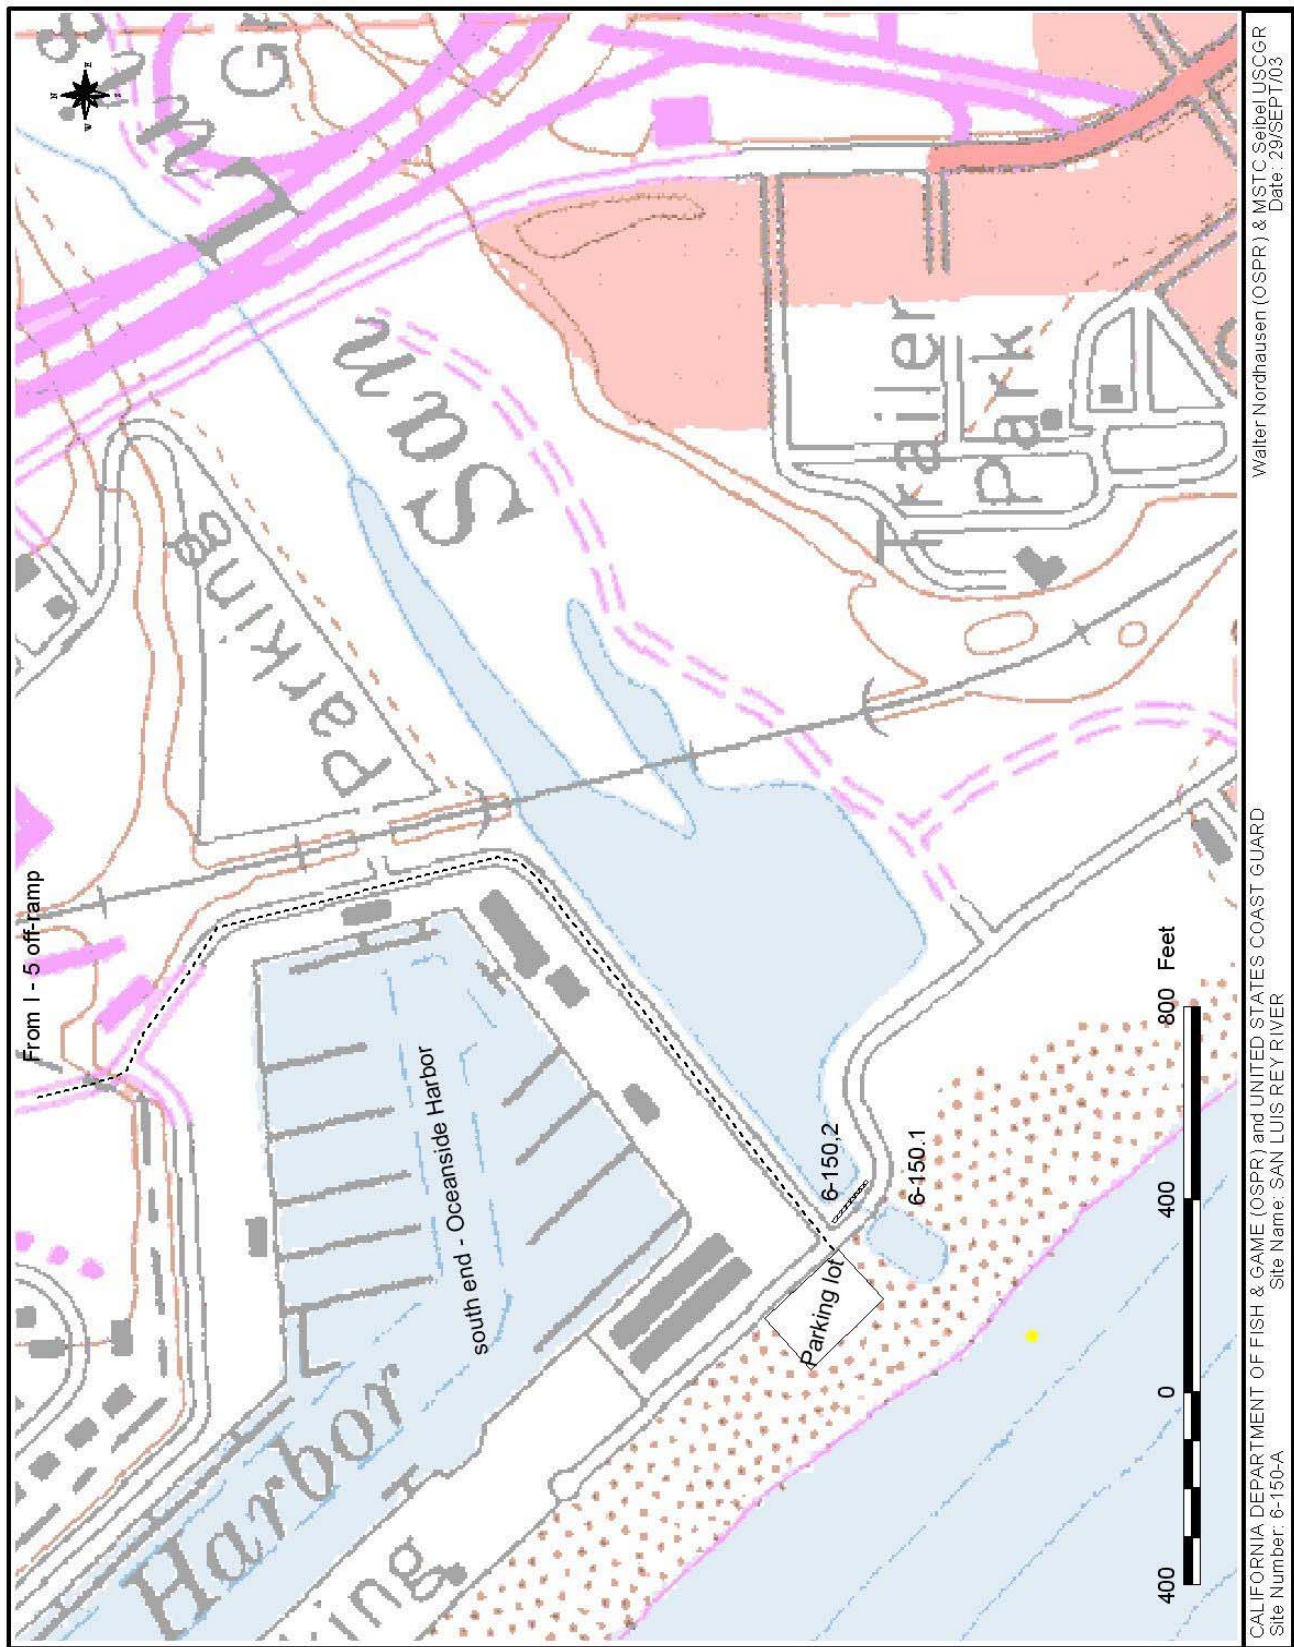 From I - 5 off-ramp
Parking
San
Lu
Gr
Trailer
Park
south end - Oceanside Harbor
Harbor
ing
6-150,2
6-150.1
Parking lot
400 0 400 800 Feet
CALIFORNIA DEPARTMENT OF FISH & GAME (OSPR) and UNITED STATES COAST GUARD
Walter Nordhausen (OSPR) & MSTC Seibel USCGR
Site Number: 6-150-A
Site Name: SAN LUIS REY RIVER
Date: 29/SEPT/03